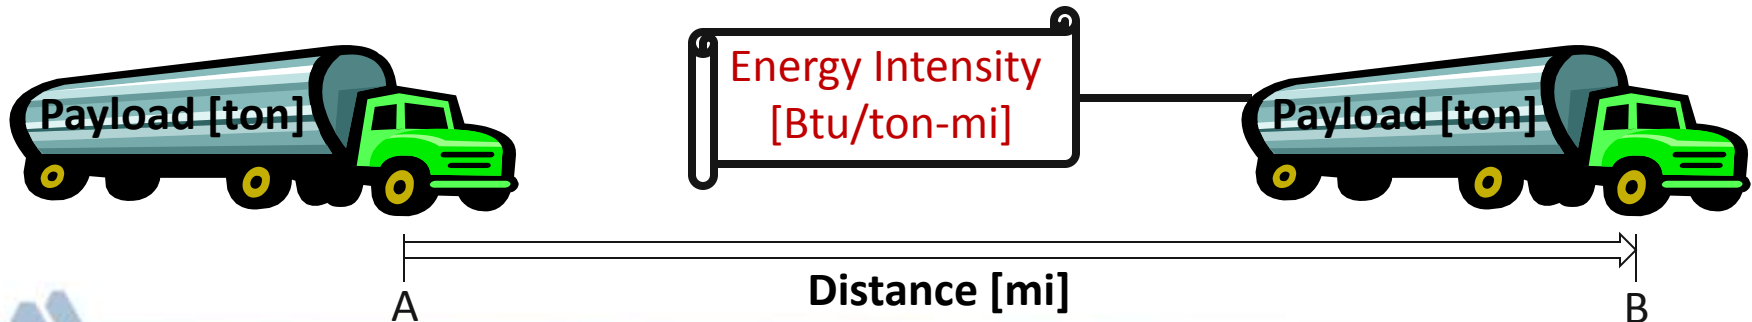 Payload [ton]
Energy Intensity
[Btu/ton-mi]
Payload [ton]
Distance [mi]
A
B